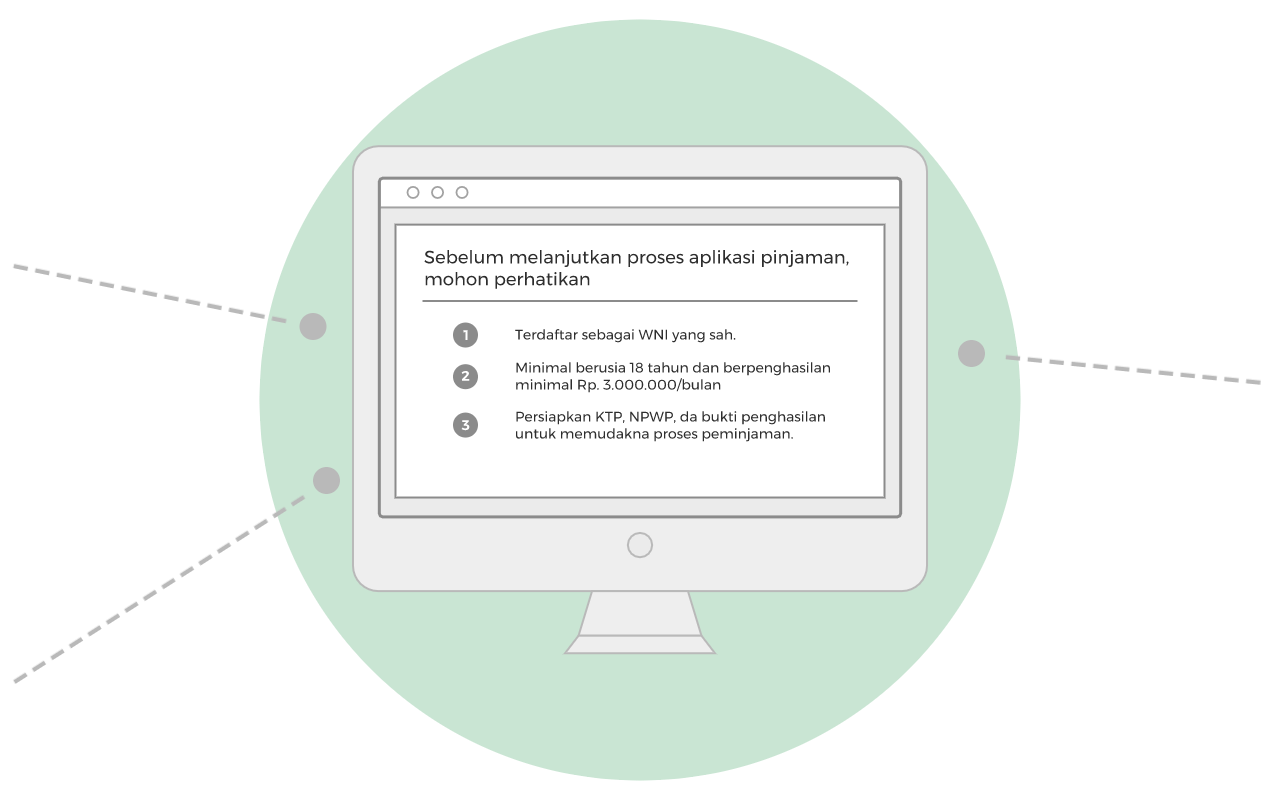 Sebelum melanjutkan proses aplikasi pinjaman,
mohon perhatikan
1 Terdaftar sebagai WNI yang sah.
2 Minimal berusia 18 tahun dan berpenghasilan
minimal Rp. 3.000.000/bulan
3 Persiapkan KTP, NPWP, da bukti penghasilan
untuk memudakna proses peminjaman.